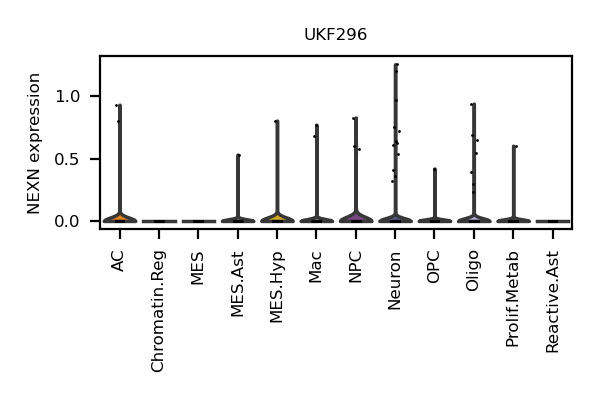 UKF296
NEXN expression
1.0
0.5
0.0
AC
Chromatin.Reg
MES
MES.Ast
MES.Hyp
Mac
NPC
Neuron
OPC
Oligo
Prolif.Metab
Reactive.Ast